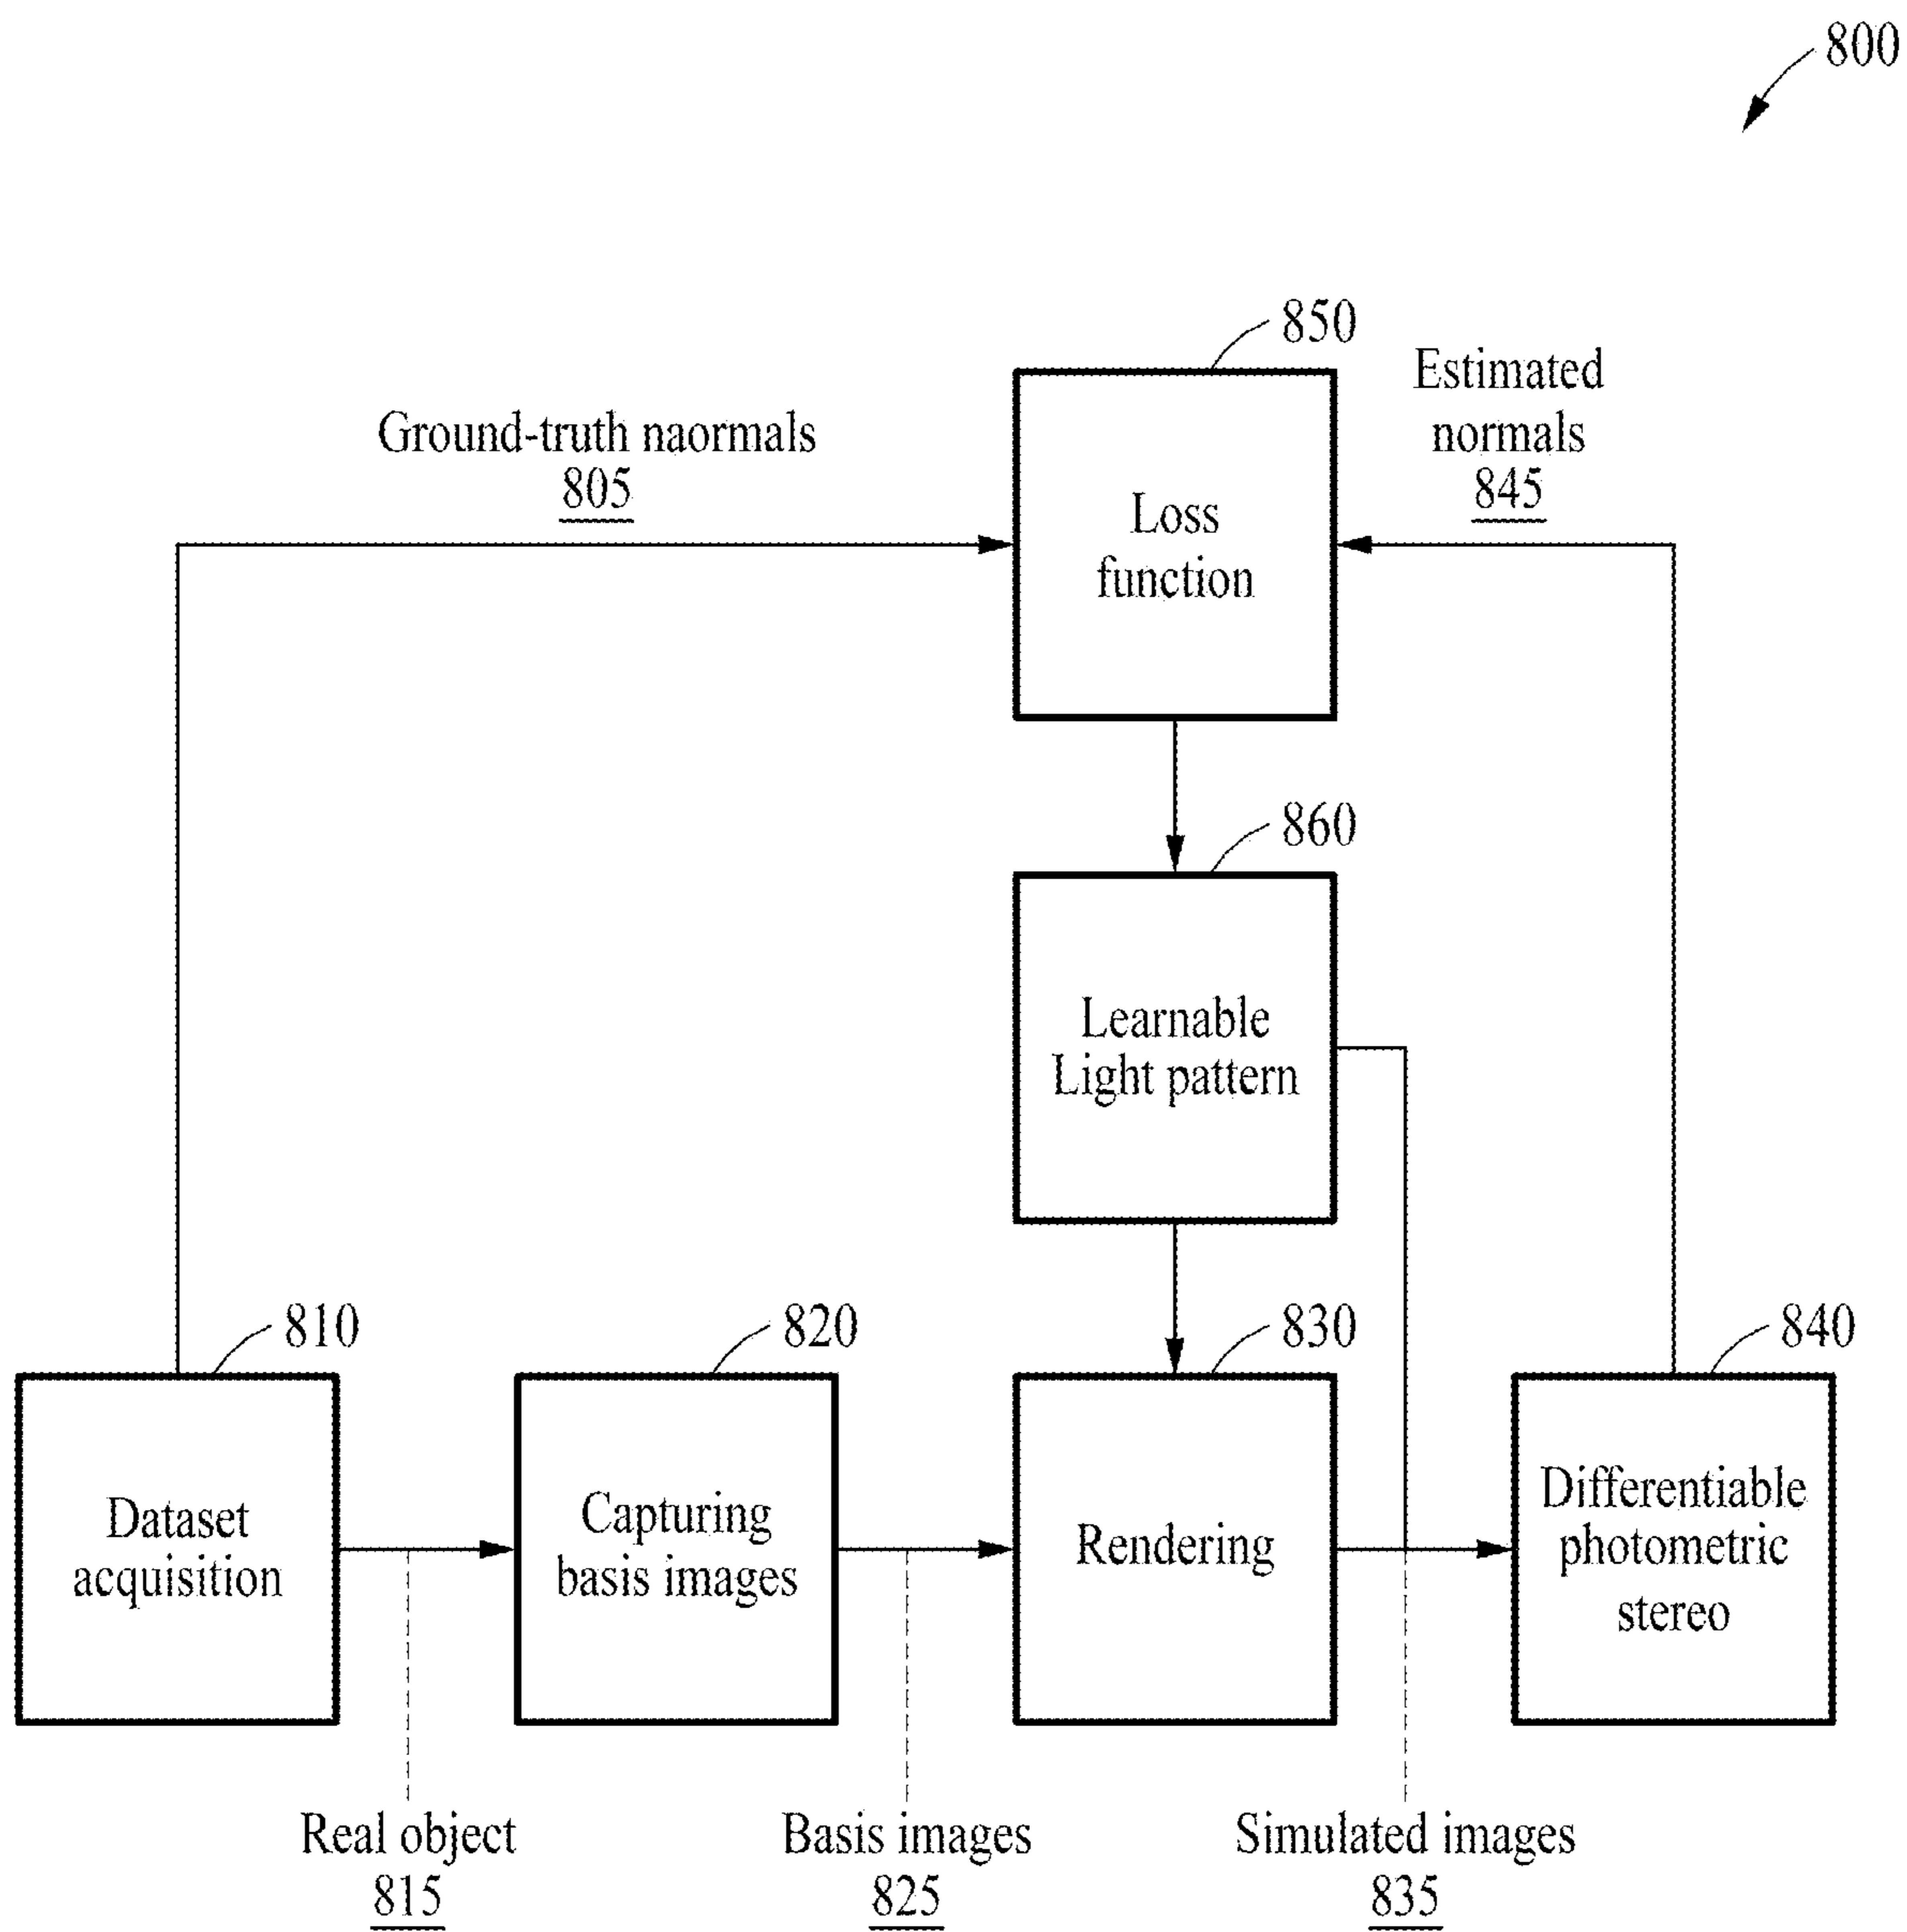 800
850
Estimated
normals
845
Ground-truth naormals
805
Loss
function
860
Learnable
Light pattern
810
820
830
840
Dataset
acquisition
Capturing
basis images
Rendering
Differentiable
photometric
stereo
Real object
815
Basis images
825
Simulated images
835